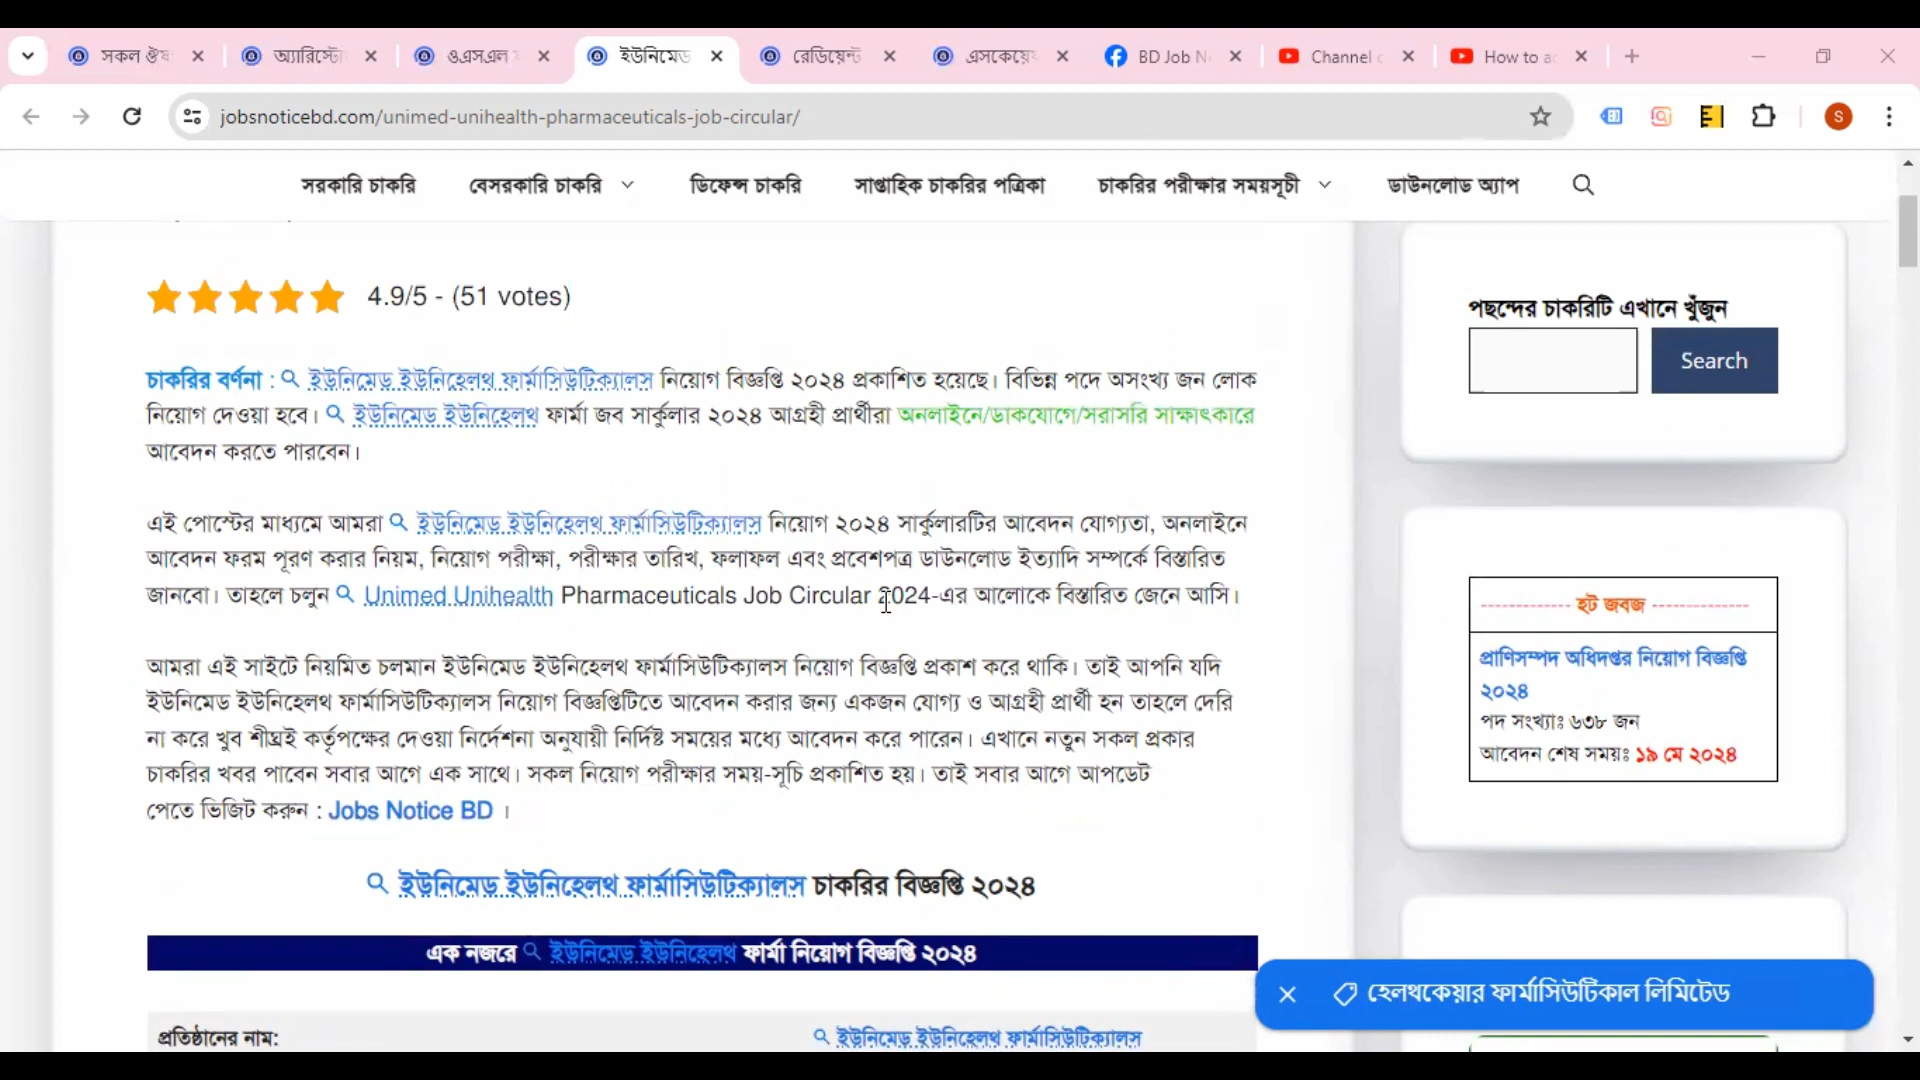 সকল ঔষ
অ্যারিস্টো
ওএসএল
ইউনিমেড
রেডিয়েন্ট
এসকেয়ে
BD Job N
Channel c
How to a
jobsnoticebd.com/unimed-unihealth-pharmaceuticals-job-circular/
S
সরকারি চাকরি
বেসরকারি চাকরি
ডিফেন্স চাকরি
সাপ্তাহিক চাকরির পত্রিকা
চাকরির পরীক্ষার সময়সূচী
ডাউনলোড অ্যাপ
4.9/5 - (51 votes)
চাকরির বর্ণনা : ইউনিমেড ইউনিহেলথ ফার্মাসিউটিক্যালস নিয়োগ বিজ্ঞপ্তি ২০২৪ প্রকাশিত হয়েছে। বিভিন্ন পদে অসংখ্য জন লোক
নিয়োগ দেওয়া হবে। ইউনিমেড ইউনিহেলথ ফার্মা জব সার্কুলার ২০২৪ আগ্রহী প্রার্থীরা অনলাইনে/ডাকযোগে/সরাসরি সাক্ষাৎকারে
আবেদন করতে পারবেন।
এই পোস্টের মাধ্যমে আমরা ইউনিমেড ইউনিহেলথ ফার্মাসিউটিক্যালস নিয়োগ ২০২৪ সার্কুলারটির আবেদন যোগ্যতা, অনলাইনে
আবেদন ফরম পূরণ করার নিয়ম, নিয়োগ পরীক্ষা, পরীক্ষার তারিখ, ফলাফল এবং প্রবেশপত্র ডাউনলোড ইত্যাদি সম্পর্কে বিস্তারিত
জানবো। তাহলে চলুন Unimed Unihealth Pharmaceuticals Job Circular 2024-এর আলোকে বিস্তারিত জেনে আসি।
আমরা এই সাইটে নিয়মিত চলমান ইউনিমেড ইউনিহেলথ ফার্মাসিউটিক্যালস নিয়োগ বিজ্ঞপ্তি প্রকাশ করে থাকি। তাই আপনি যদি
ইউনিমেড ইউনিহেলথ ফার্মাসিউটিক্যালস নিয়োগ বিজ্ঞপ্তিটিতে আবেদন করার জন্য একজন যোগ্য ও আগ্রহী প্রার্থী হন তাহলে দেরি
না করে খুব শীঘ্রই কর্তৃপক্ষের দেওয়া নির্দেশনা অনুযায়ী নির্দিষ্ট সময়ের মধ্যে আবেদন করে পারেন। এখানে নতুন সকল প্রকার
চাকরির খবর পাবেন সবার আগে এক সাথে। সকল নিয়োগ পরীক্ষার সময়-সূচি প্রকাশিত হয়। তাই সবার আগে আপডেট
পেতে ভিজিট করুন : Jobs Notice BD ।
ইউনিমেড ইউনিহেলথ ফার্মাসিউটিক্যালস চাকরির বিজ্ঞপ্তি ২০২৪
এক নজরে ইউনিমেড ইউনিহেলথ ফার্মা নিয়োগ বিজ্ঞপ্তি ২০২৪
প্রতিষ্ঠানের নাম:
ইউনিমেড ইউনিহেলথ ফার্মাসিউটিক্যালস
পছন্দের চাকরিটি এখানে খুঁজুন
Search
--------------- হট জবজ ---------------
প্রাণিসম্পদ অধিদপ্তর নিয়োগ বিজ্ঞপ্তি
২০২৪
পদ সংখ্যাঃ ৬৩৮ জন
আবেদন শেষ সময়ঃ ১৯ মে ২০২৪
হেলথকেয়ার ফার্মাসিউটিকাল লিমিটেড